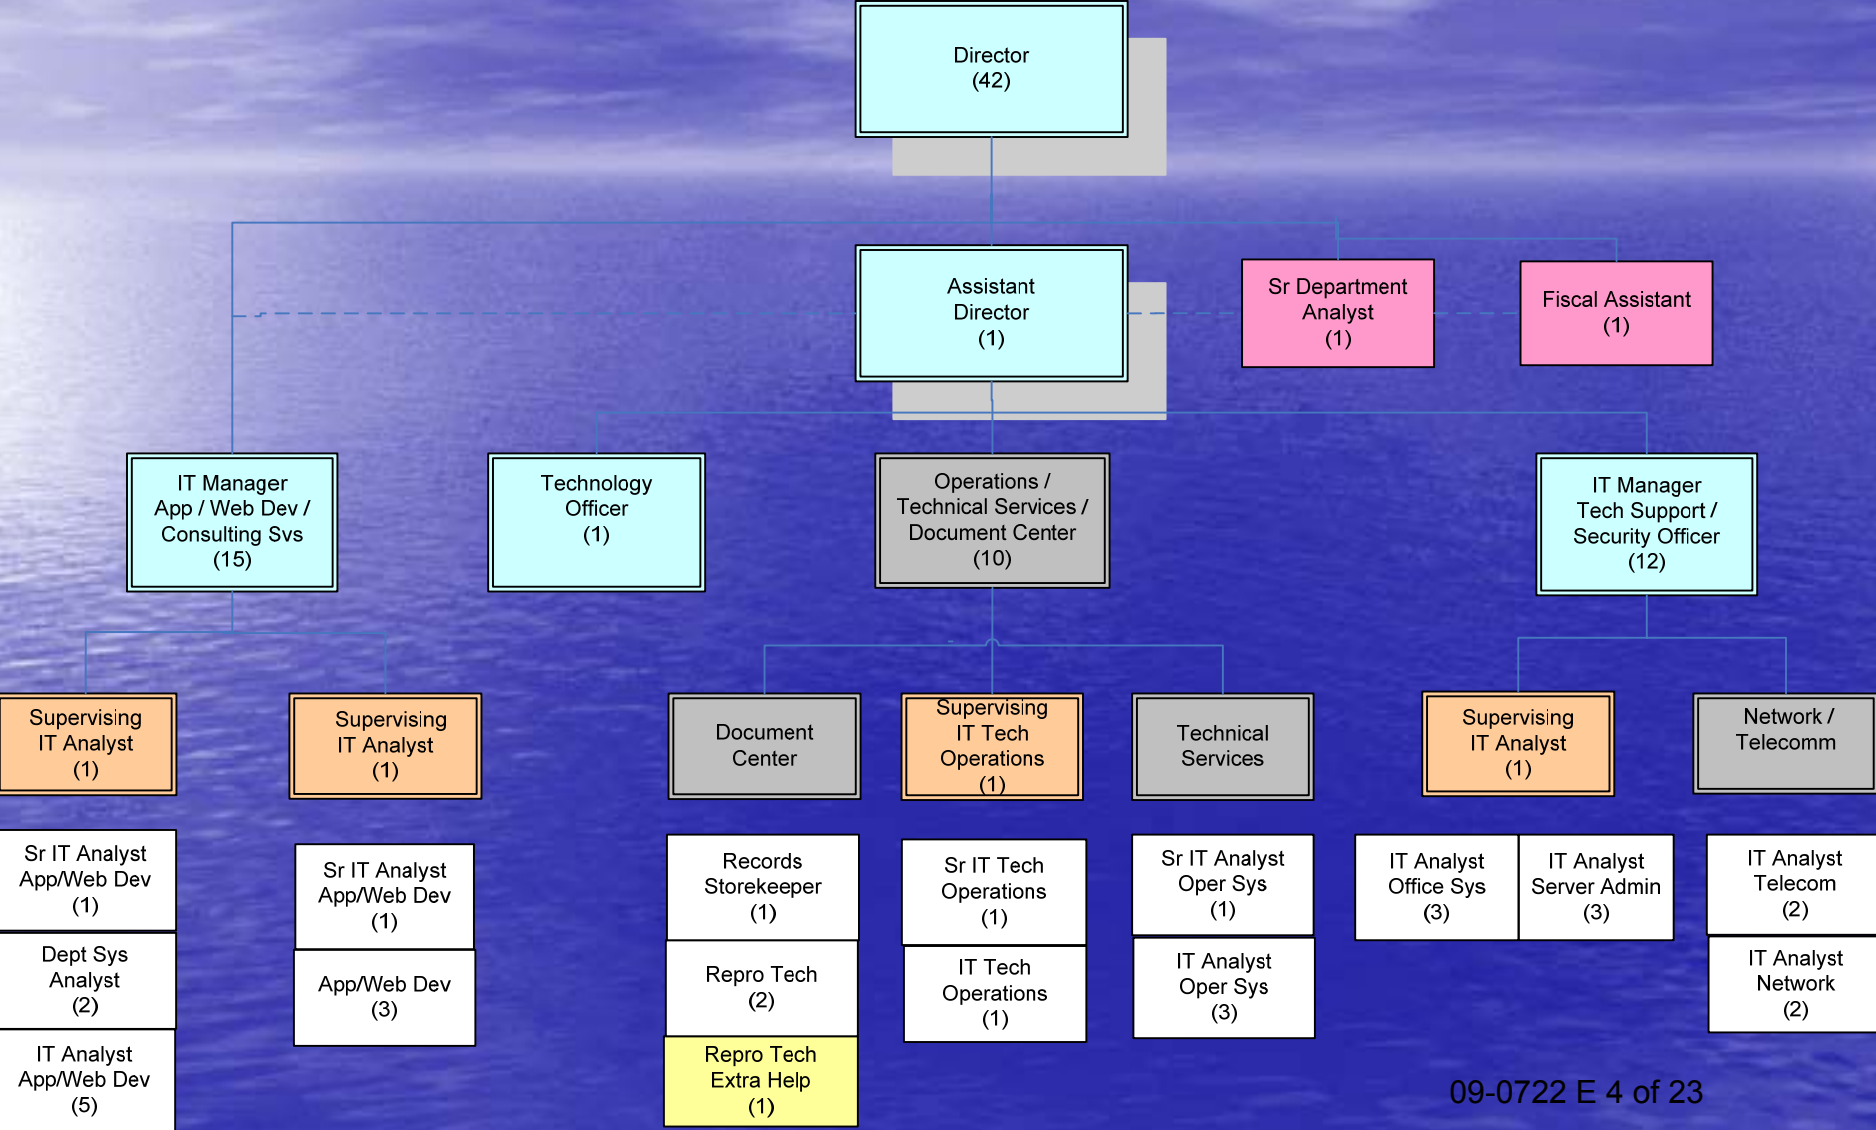 Director
(42)
Assistant
Director
(1)
Sr Department
Analyst
(1)
Fiscal Assistant
(1)
IT Manager
App / Web Dev /
Consulting Svs
(15)
Technology
Officer
(1)
Operations /
Technical Services /
Document Center
(10)
IT Manager
Tech Support /
Security Officer
(12)
Supervising
IT Analyst
(1)
Supervising
IT Analyst
(1)
Document
Center
Supervising
IT Tech
Operations
(1)
Technical
Services
Supervising
IT Analyst
(1)
Network /
Telecomm
Sr IT Analyst
App/Web Dev
(1)
Dept Sys
Analyst
(2)
IT Analyst
App/Web Dev
(5)
Sr IT Analyst
App/Web Dev
(1)
App/Web Dev
(3)
Records
Storekeeper
(1)
Repro Tech
(2)
Repro Tech
Extra Help
(1)
Sr IT Tech
Operations
(1)
IT Tech
Operations
(1)
Sr IT Analyst
Oper Sys
(1)
IT Analyst
Oper Sys
(3)
IT Analyst
Office Sys
(3)
IT Analyst
Server Admin
(3)
IT Analyst
Telecom
(2)
IT Analyst
Network
(2)
09-0722 E 4 of 23